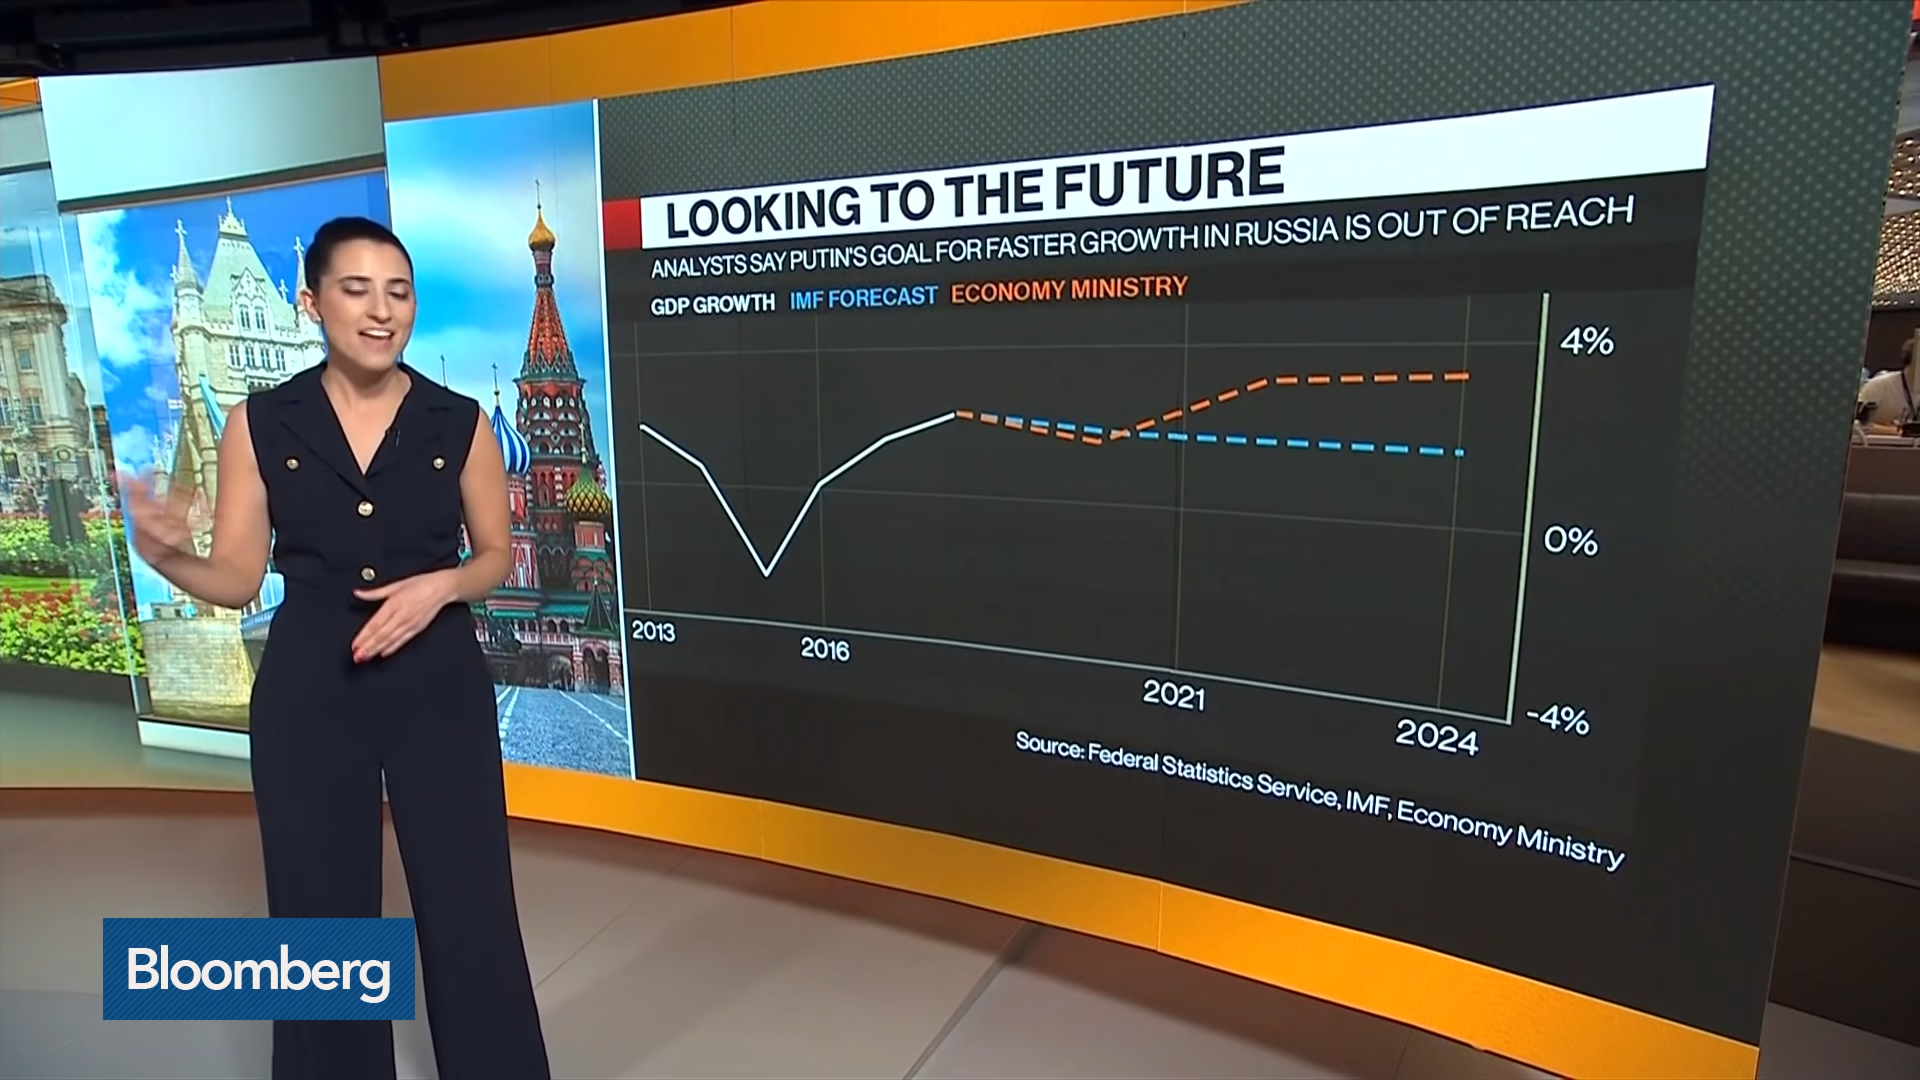 LOOKING TO THE FUTURE
ANALYSTS SAY PUTIN'S GOAL FOR FASTER GROWTH IN RUSSIA IS OUT OF REACH
GDP GROWTH IMF FORECAST ECONOMY MINISTRY
4%
0%
-4%
2013 2016 2021 2024
Source: Federal Statistics Service, IMF, Economy Ministry
Bloomberg